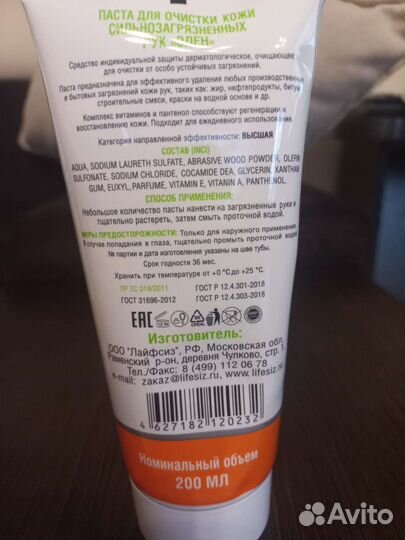 ПАСТА ДЛЯ ОЧИСТКИ КОЖИ
СИЛЬНОЗАГРЯЗНЕННЫХ
РУК «ЭЛЕН»
Средство индивидуальной защиты дерматологическое, очищающее
для очистки от особо устойчивых загрязнений.
Паста предназначена для эффективного удаления любых производственных
и бытовых загрязнений кожи рук, таких как: жир, нефтепродукты, битум
строительные смеси, краски на водной основе и др.
Комплекс витаминов и пантенол способствуют регенерации и
восстановлению кожи. Подходит для ежедневного использования.
Категория направленной эффективности: ВЫСШАЯ
СОСТАВ (INCI)
AQUA, SODIUM LAURETH SULFATE, ABRASIVE WOOD POWDER, OLEFIN
SULFONATE, SODIUM CHLORIDE, COCAMIDE DEA, GLYCERIN, XANTHAN
GUM, EUXYL, PARFUME, VITAMIN E, VITAMIN A, PANTHENOL.
СПОСОБ ПРИМЕНЕНИЯ:
Небольшое количество пасты нанести на загрязненные руки и
тщательно растереть, затем смыть проточной водой.
МЕРЫ ПРЕДОСТОРОЖНОСТИ: Только для наружного применения.
В случае попадания в глаза, тщательно промыть проточной водой
№ партии и дата изготовления указаны на шве тубы.
Срок годности 36 мес.
Хранить при температуре от +0 °C до +25 °C.
ТР ТС 019/2011 ГОСТ Р 12.4.301-2018
ГОСТ 31696-2012 ГОСТ Р 12.4.303-2018
EAC
Изготовитель:
ООО "Лайфсиз", РФ, Московская обл.
Раменский р-он, деревня Чулково, стр. 1.
Тел./Факс: 8 (499) 112 06 78
e-mail: zakaz@lifesiz.ru, www.lifesiz.ru
4 627182 120232
Номинальный объем
200 МЛ
Avito